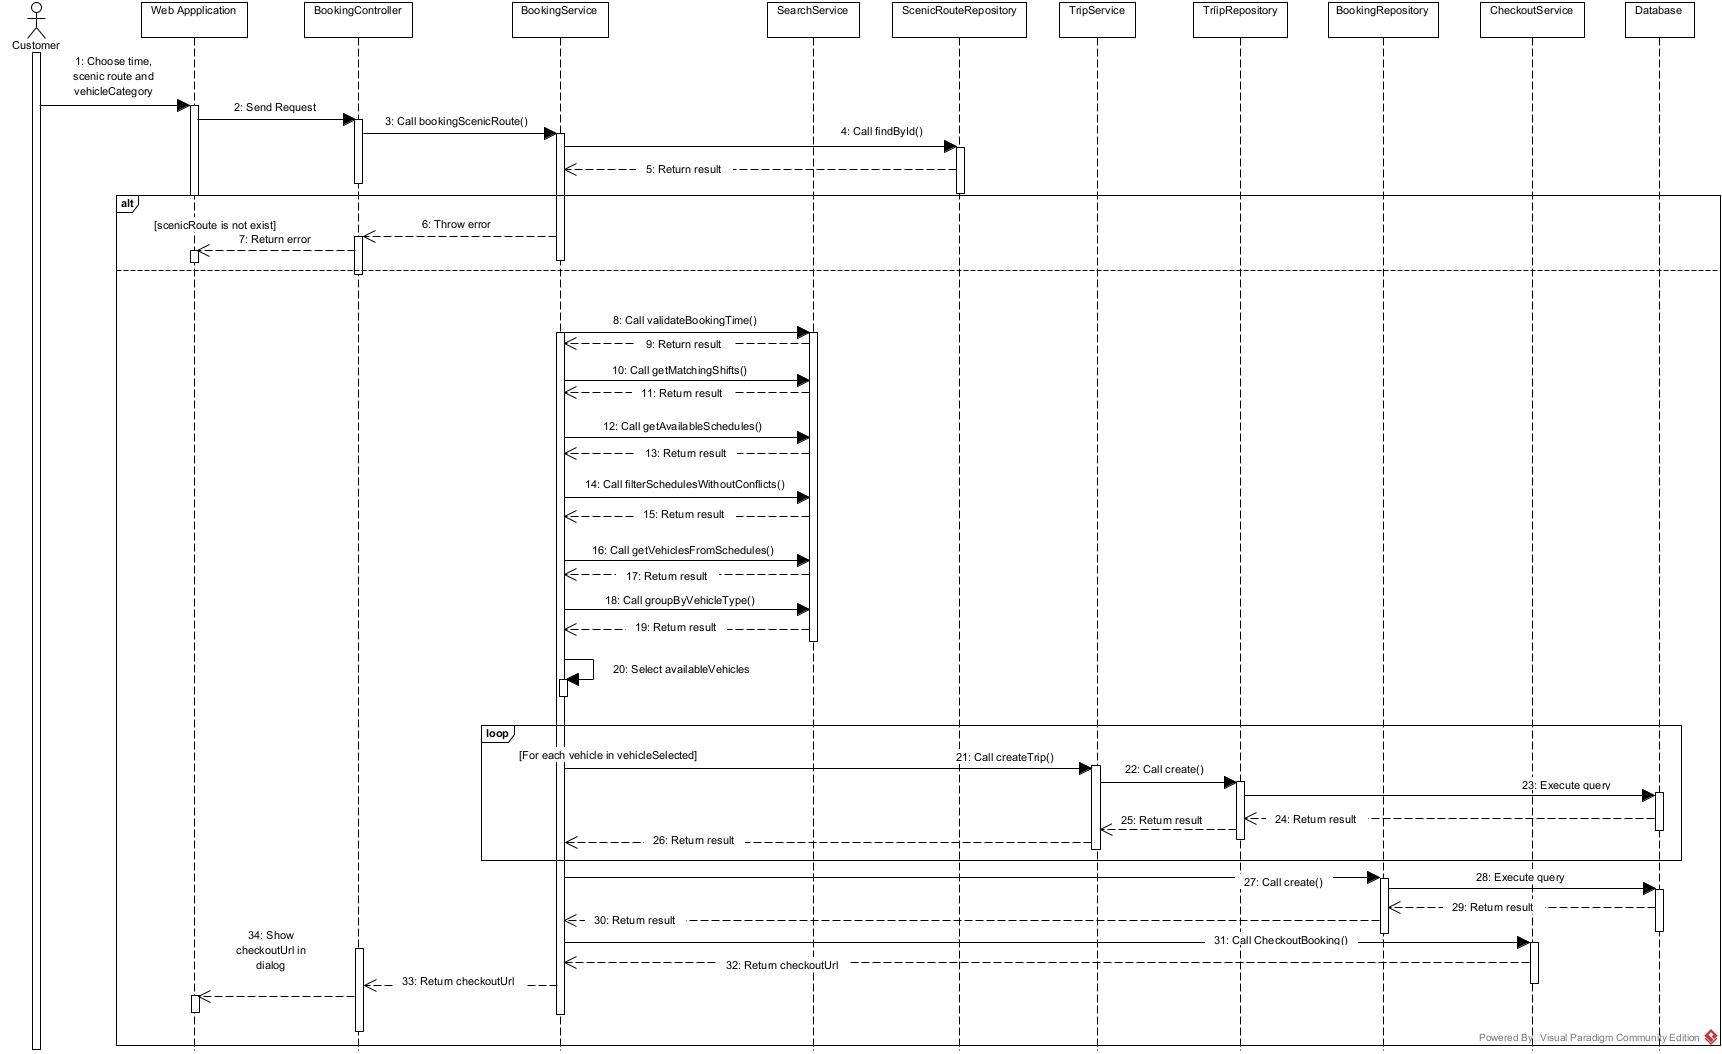 Customer
Web Appplication
BookingController
BookingService
SearchService
ScenicRouteRepository
TripService
TriipRepository
BookingRepository
CheckoutService
Database
1: Choose time,
scenic route and
vehicleCategory
2: Send Request
3: Call bookingScenicRoute()
4: Call findById()
5: Return result
alt
[scenicRoute is not exist]
6: Throw error
7: Return error
8: Call validateBookingTime()
9: Return result
10: Call getMatchingShifts()
11: Return result
12: Call getAvailableSchedules()
13: Return result
14: Call filterSchedulesWithoutConflicts()
15: Return result
16: Call getVehiclesFromSchedules()
17: Return result
18: Call groupByVehicleType()
19: Return result
20: Select availableVehicles
loop
[For each vehicle in vehicleSelected]
21: Call createTrip()
22: Call create()
23: Execute query
24: Return result
25: Return result
26: Return result
27: Call create()
28: Execute query
29: Return result
30: Return result
31: Call CheckoutBooking()
32: Return checkoutUrl
33: Return checkoutUrl
34: Show
checkoutUrl in
dialog
Powered By Visual Paradigm Community Edition